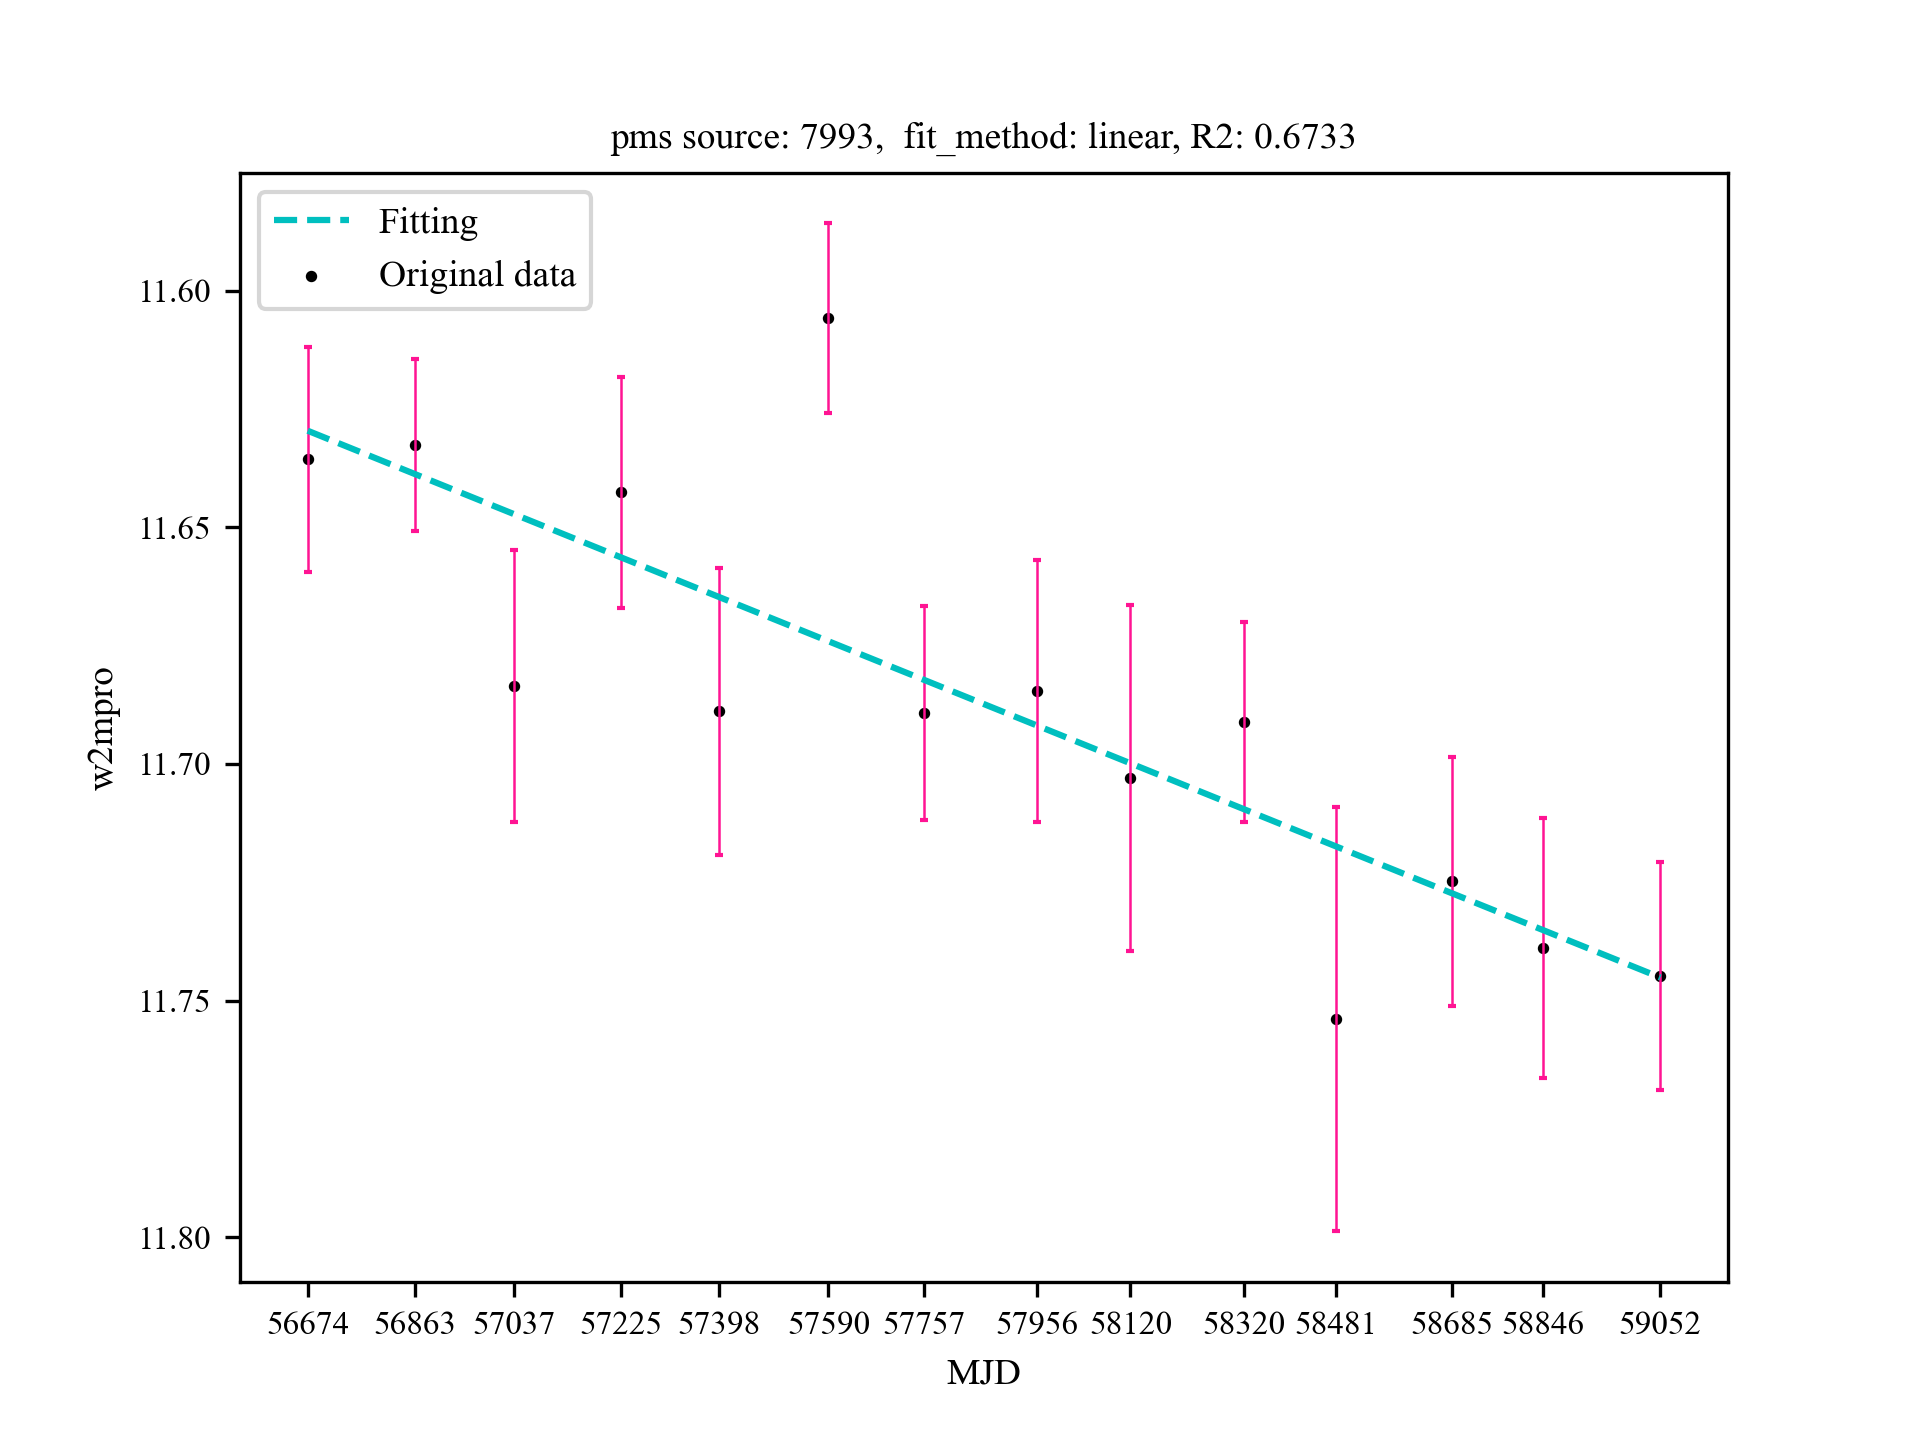 pms source: 7993,  fit_method: linear, R2: 0.6733
Fitting
Original data
11.60
11.65
11.70
11.75
11.80
w2mpro
56674 56863 57037 57225 57398 57590 57757 57956 58120 58320 58481 58685 58846 59052
MJD